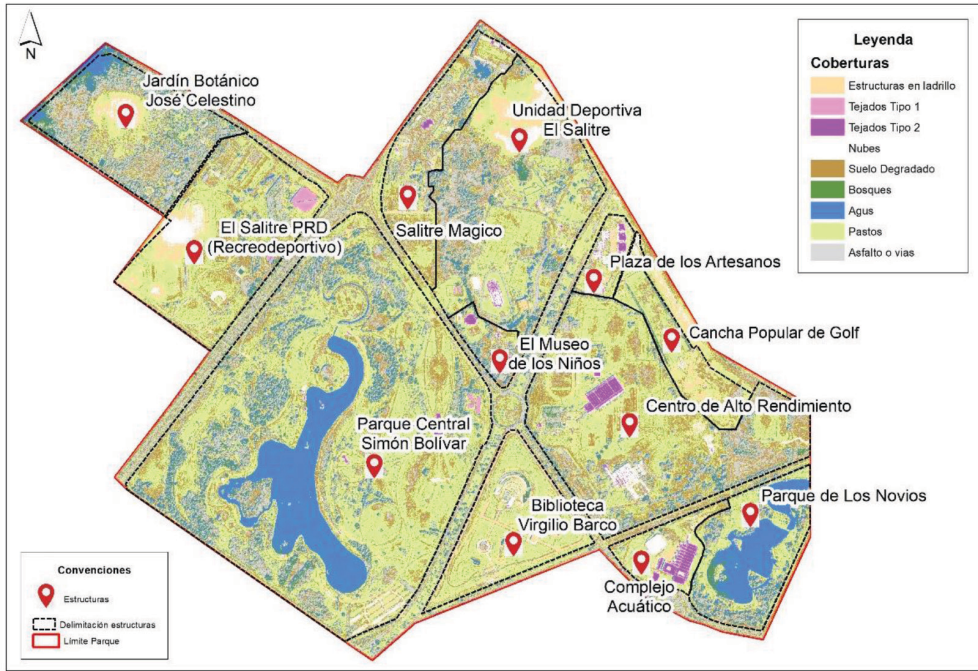 N
Jardín Botánico
José Celestino
Unidad Deportiva
El Salitre
El Salitre PRD
(Recreodeportivo)
Salitre Magico
Plaza de los Artesanos
Cancha Popular de Golf
El Museo
de los Niños
Centro de Alto Rendimiento
Parque Central
Simón Bolívar
Biblioteca
Virgilio Barco
Parque de Los Novios
Complejo
Acuático
Leyenda
Coberturas
Estructuras en ladrillo
Tejados Tipo 1
Tejados Tipo 2
Nubes
Suelo Degradado
Bosques
Agus
Pastos
Asfalto o vias
Convenciones
Estructuras
Delimitación estructuras
Límite Parque